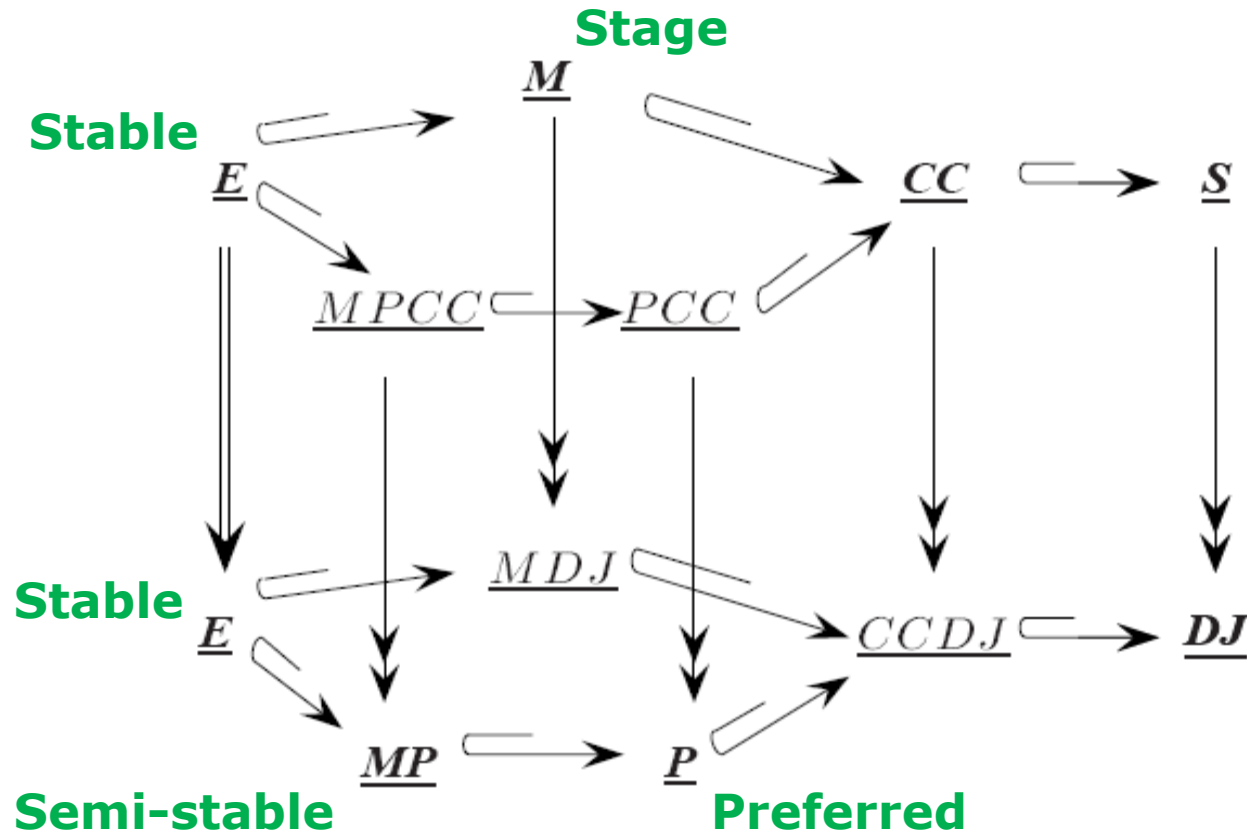 Stage
M
Stable
E
CC
S
MPCC
PCC
MDJ
Stable
E
CCDJ
DJ
MP
P
Semi-stable
Preferred